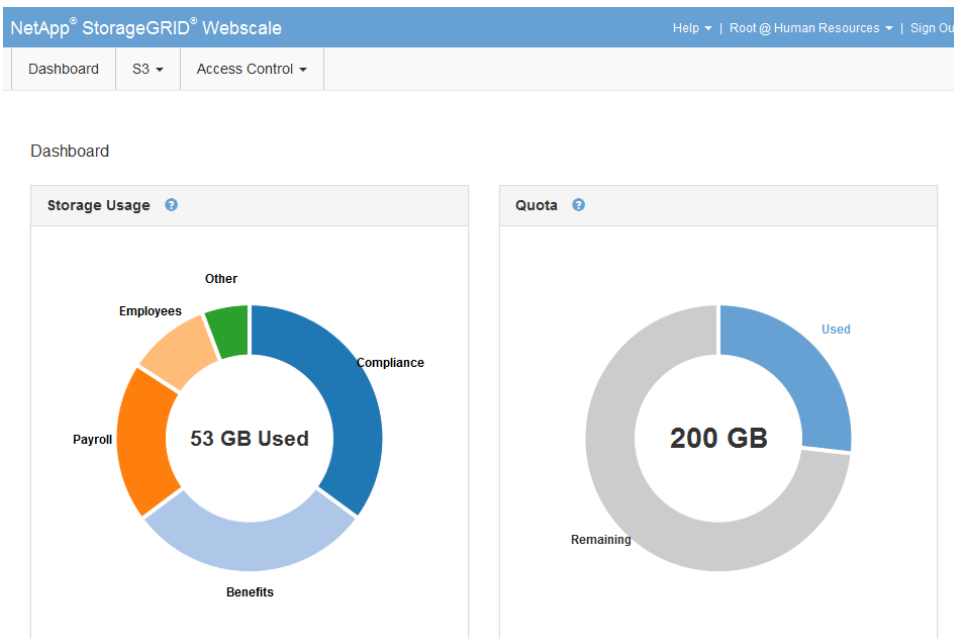 NetApp® StorageGRID® Webscale
Help | Root @ Human Resources | Sign Ou
Dashboard S3 Access Control
Dashboard
Storage Usage ?
Other
Employees
Compliance
53 GB Used
Payroll
Benefits
Quota ?
Used
200 GB
Remaining